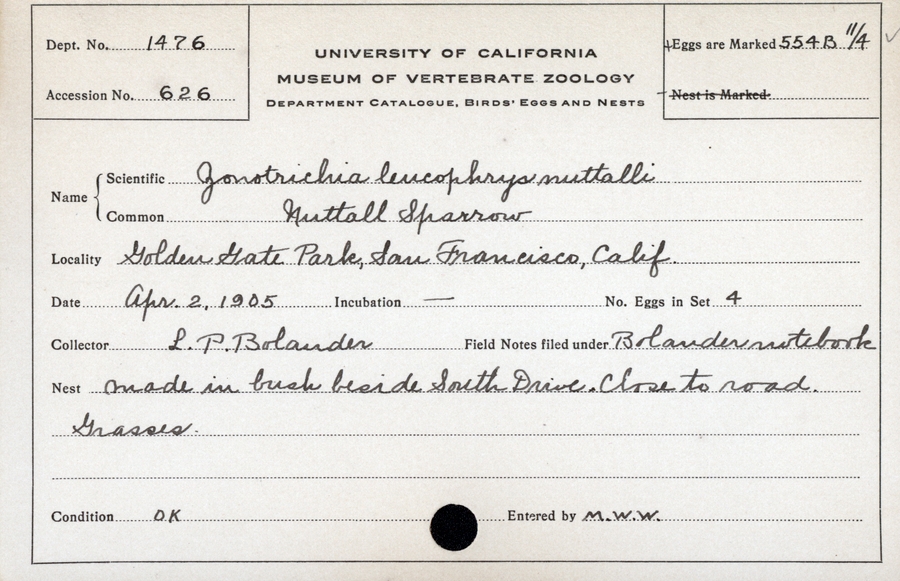 Dept. No. 1476
Accession No. 626
UNIVERSITY OF CALIFORNIA
MUSEUM OF VERTEBRATE ZOOLOGY
DEPARTMENT CATALOGUE, BIRDS' EGGS AND NESTS
Eggs are Marked 554B 11/4 ✓
Nest is Marked
Name { Scientific Zonotrichia leucophrys nuttalli
Common Nuttall Sparrow
Locality Golden Gate Park, San Francisco, Calif.
Date Apr. 2, 1905 Incubation — No. Eggs in Set 4
Collector L. P. Bolander Field Notes filed under Bolander notebook
Nest made in bush beside South Drive. Close to road.
Grasses.
Condition OK Entered by M.W.W.